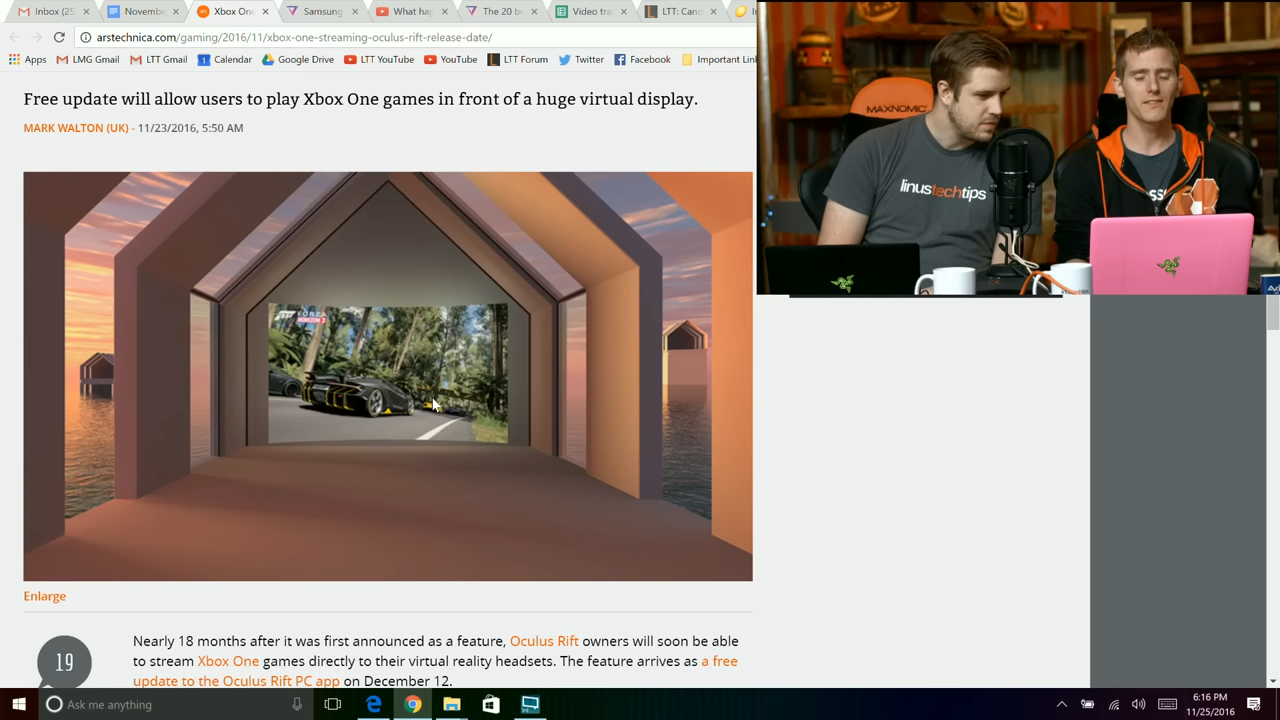 Inbox (25
Novembe
Xbox On
Samsung
What ha
The 20 b
Video tra
LTT: Can
arstechnica.com/gaming/2016/11/xbox-one-streaming-oculus-rift-release-date/
Apps
LMG Gmail
LTT Gmail
Calendar
Google Drive
LTT YouTube
YouTube
LTT Forum
Twitter
Facebook
Important Lin
Free update will allow users to play Xbox One games in front of a huge virtual display.
MARK WALTON (UK) - 11/23/2016, 5:50 AM
MAXNOMIC
linustechtips
FORZA
HORIZON 3
Enlarge
19
Nearly 18 months after it was first announced as a feature, Oculus Rift owners will soon be able
to stream Xbox One games directly to their virtual reality headsets. The feature arrives as a free
update to the Oculus Rift PC app on December 12.
Ask me anything
6:16 PM
11/25/2016